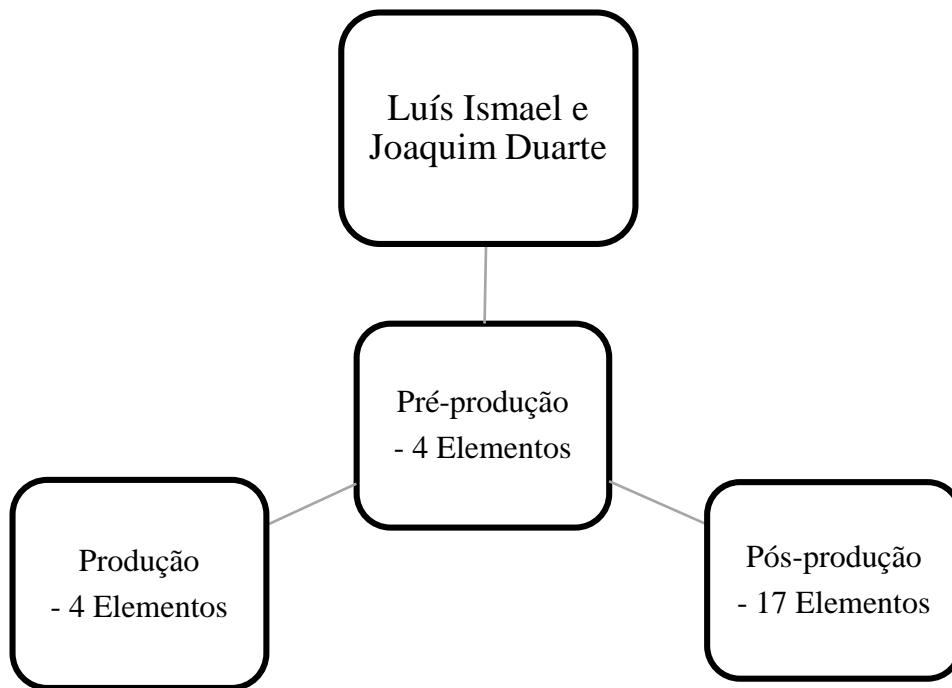 Luís Ismael e
Joaquim Duarte
Pré-produção
- 4 Elementos
Produção
- 4 Elementos
Pós-produção
- 17 Elementos